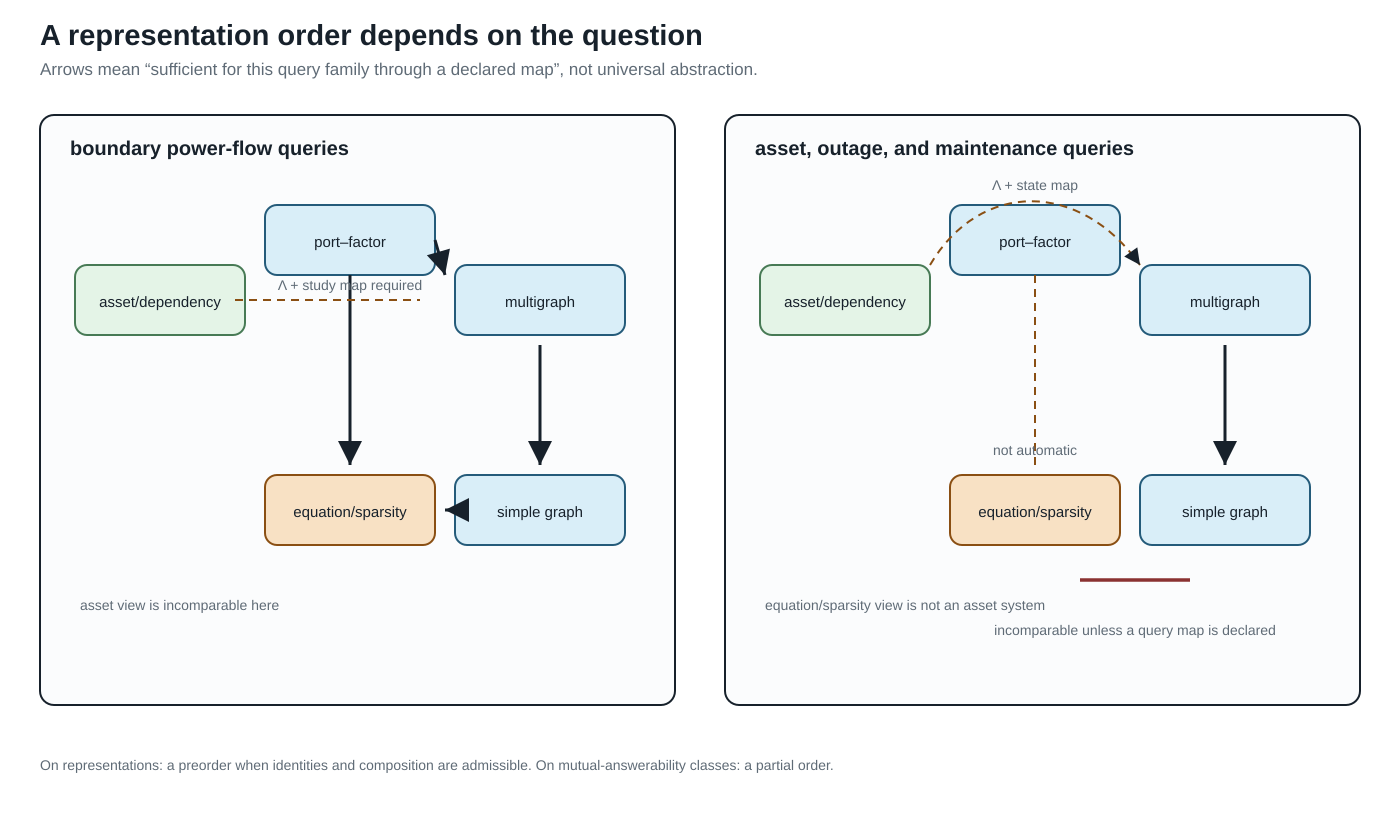 A representation order depends on the question
Arrows mean “sufficient for this query family through a declared map”, not universal abstraction.
boundary power-flow queries
port–factor
Λ + study map required
asset/dependency
multigraph
equation/sparsity
simple graph
asset view is incomparable here
asset, outage, and maintenance queries
Λ + state map
port–factor
asset/dependency
multigraph
not automatic
equation/sparsity
simple graph
equation/sparsity view is not an asset system
incomparable unless a query map is declared
On representations: a preorder when identities and composition are admissible. On mutual-answerability classes: a partial order.